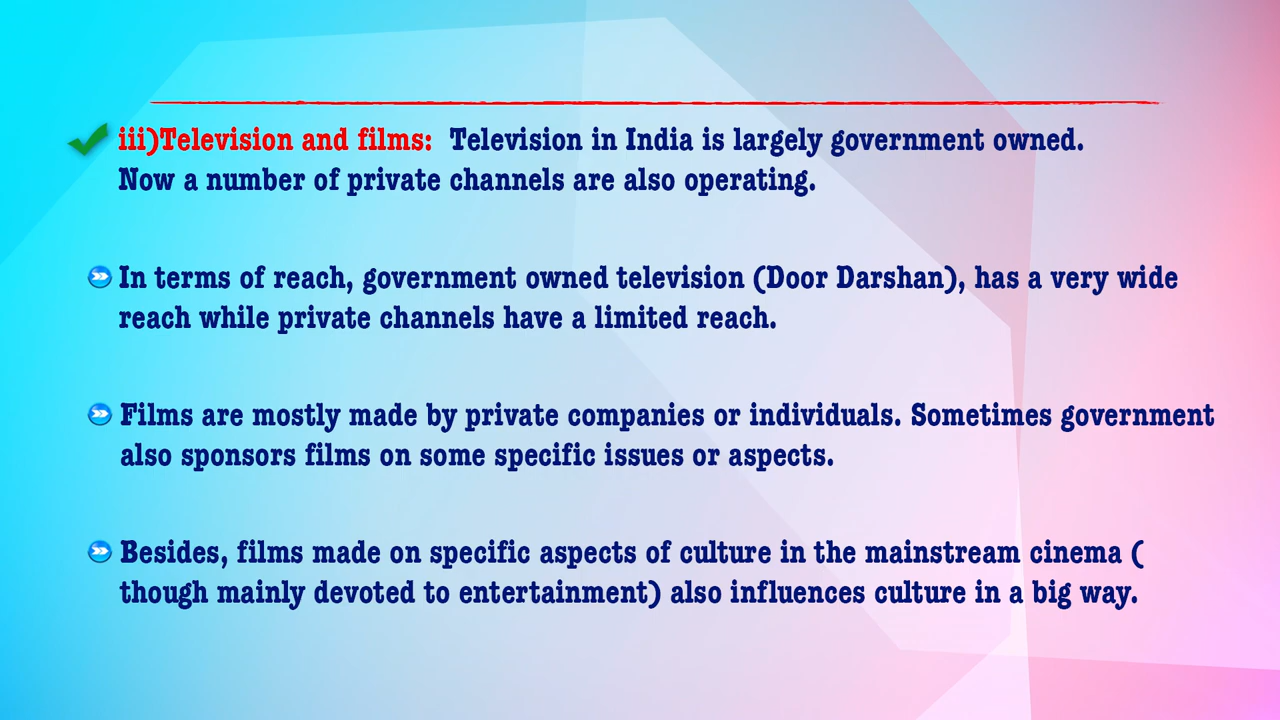 iii)Television and films: Television in India is largely government owned.
Now a number of private channels are also operating.
In terms of reach, government owned television (Door Darshan), has a very wide
reach while private channels have a limited reach.
Films are mostly made by private companies or individuals. Sometimes government
also sponsors films on some specific issues or aspects.
Besides, films made on specific aspects of culture in the mainstream cinema (
though mainly devoted to entertainment) also influences culture in a big way.